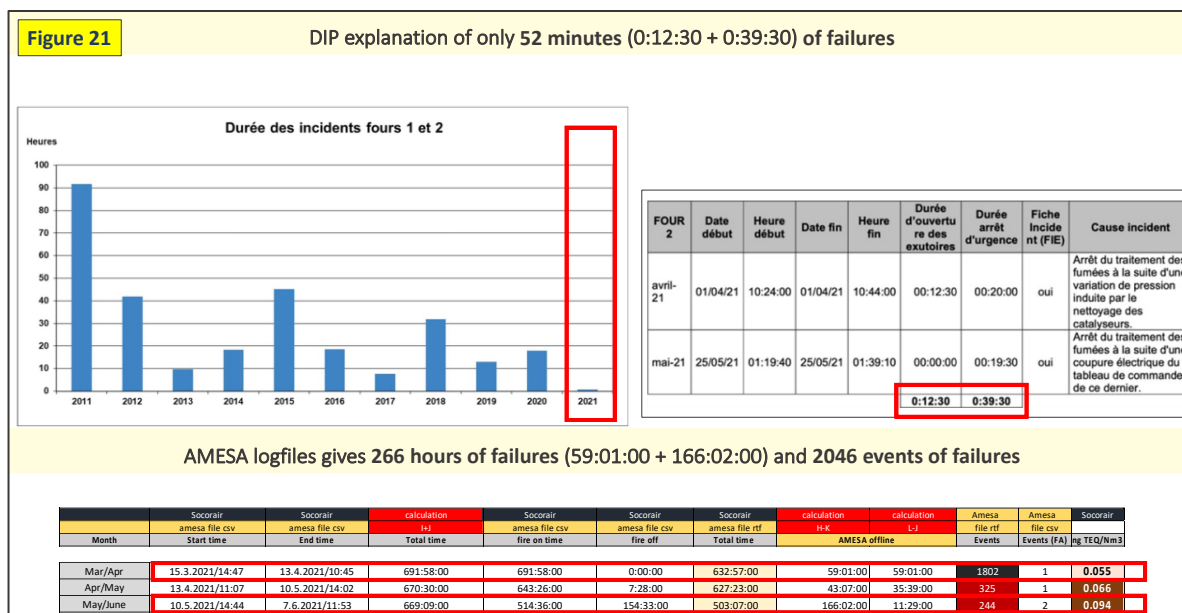 Figure 21
DIP explanation of only 52 minutes (0:12:30 + 0:39:30) of failures
Durée des incidents fours 1 et 2
Heures
100
90
80
70
60
50
40
30
20
10
0
2011 2012 2013 2014 2015 2016 2017 2018 2019 2020 2021
FOUR 2 Date début Heure début Date fin Heure fin Durée d'ouvertu re des exutoires Durée arrêt d'urgence Fiche Incide nt (FIE) Cause incident
avril-21 01/04/21 10:24:00 01/04/21 10:44:00 00:12:30 00:20:00 oui Arrêt du traitement des fumées à la suite d'une variation de pression induite par le nettoyage des catalyseurs.
mai-21 25/05/21 01:19:40 25/05/21 01:39:10 00:00:00 00:19:30 oui Arrêt du traitement des fumées à la suite d'une coupure électrique du tableau de commande de ce dernier.
0:12:30 0:39:30
AMESA logfiles gives 266 hours of failures (59:01:00 + 166:02:00) and 2046 events of failures
Socorair Socorair calculation Socorair Socorair Socorair calculation calculation Amesa Amesa Socorair
amesa file csv amesa file csv I+J amesa file csv amesa file csv amesa file rtf H-K L-J file rtf file csv
Month Start time End time Total time fire on time fire off Total time AMESA offline Events Events (FA) ng TEQ/Nm3
Mar/Apr 15.3.2021/14:47 13.4.2021/10:45 691:58:00 691:58:00 0:00:00 632:57:00 59:01:00 59:01:00 1802 1 0.055
Apr/May 13.4.2021/11:07 10.5.2021/14:02 670:30:00 643:26:00 7:28:00 627:23:00 43:07:00 35:39:00 325 1 0.066
May/June 10.5.2021/14:44 7.6.2021/11:53 669:09:00 514:36:00 154:33:00 503:07:00 166:02:00 11:29:00 244 2 0.094